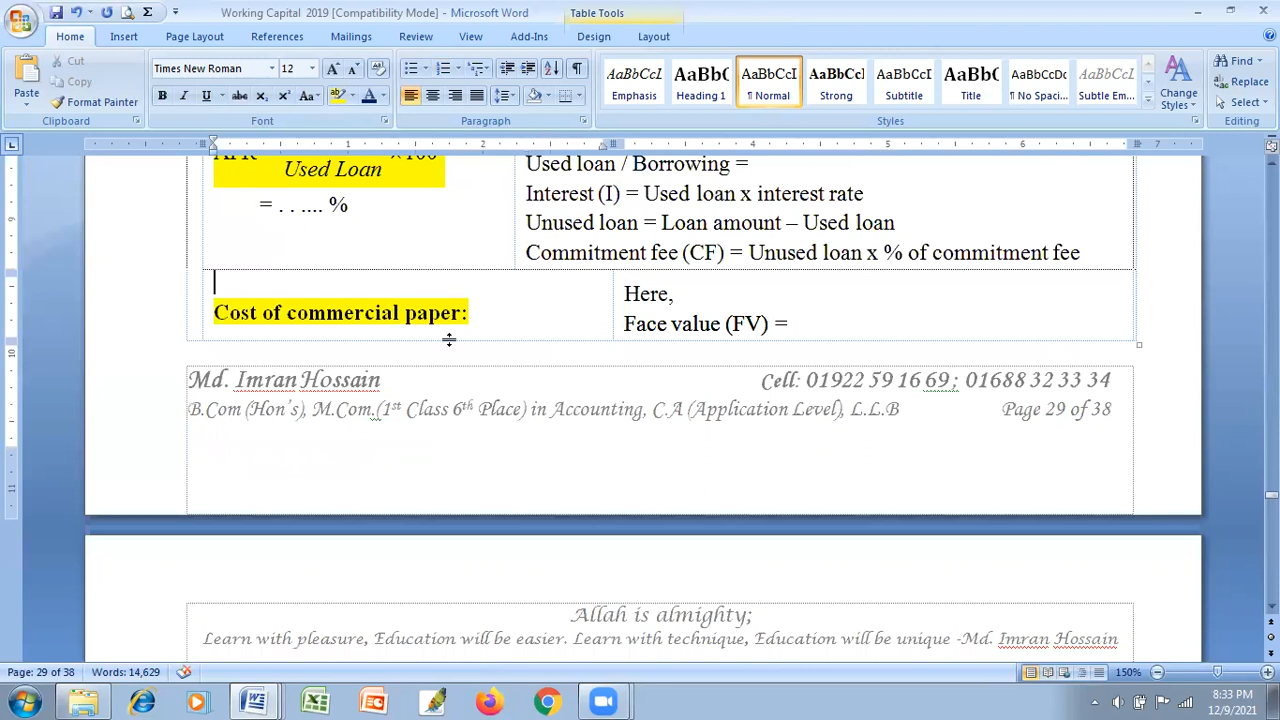 Working Capital  2019 [Compatibility Mode] - Microsoft Word
Table Tools
Home Insert Page Layout References Mailings Review View Add-Ins Design Layout
Paste
Cut
Copy
Format Painter
Clipboard
Times New Roman 12
Font
Paragraph
AaBbCcI AaBbC AaBbCcI AaBbCcI AaBbCcI AaBbC AaBbCcDc AaBbCcI
Emphasis Heading 1 ¶ Normal Strong Subtitle Title ¶ No Spaci... Subtle Em...
Change Styles
Styles
Find
Replace
Select
Editing
1 2 3 4 5 6 7
Used Loan
= . . .... %
Used loan / Borrowing =
Interest (I) = Used loan x interest rate
Unused loan = Loan amount – Used loan
Commitment fee (CF) = Unused loan x % of commitment fee
Cost of commercial paper:
Here,
Face value (FV) =
Md. Imran Hossain Cell: 01922 59 16 69 ; 01688 32 33 34
B.Com (Hon's), M.Com.(1st Class 6th Place) in Accounting, C.A (Application Level), L.L.B Page 29 of 38
Allah is almighty;
Learn with pleasure, Education will be easier. Learn with technique, Education will be unique -Md. Imran Hossain
Page: 29 of 38 Words: 14,629 150%
8:33 PM
12/9/2021